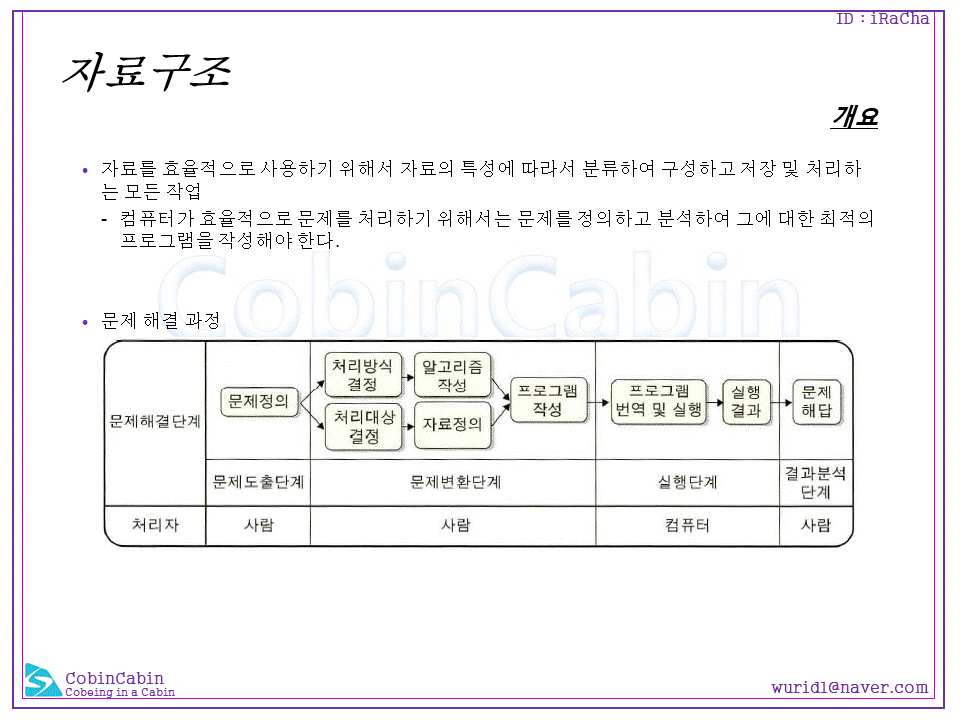 ID : iRaCha
자료구조
개요
• 자료를 효율적으로 사용하기 위해서 자료의 특성에 따라서 분류하여 구성하고 저장 및 처리하
는 모든 작업
- 컴퓨터가 효율적으로 문제를 처리하기 위해서는 문제를 정의하고 분석하여 그에 대한 최적의
프로그램을 작성해야 한다.
CobinCabin
• 문제 해결 과정
문제해결단계
문제정의
처리방식
결정
알고리즘
작성
처리대상
결정
자료정의
프로그램
작성
프로그램
번역 및 실행
실행
결과
문제
해답
문제도출단계
문제변환단계
실행단계
결과분석
단계
처리자
사람
사람
컴퓨터
사람
CobinCabin
Cobeing in a Cabin
wurid1@naver.com